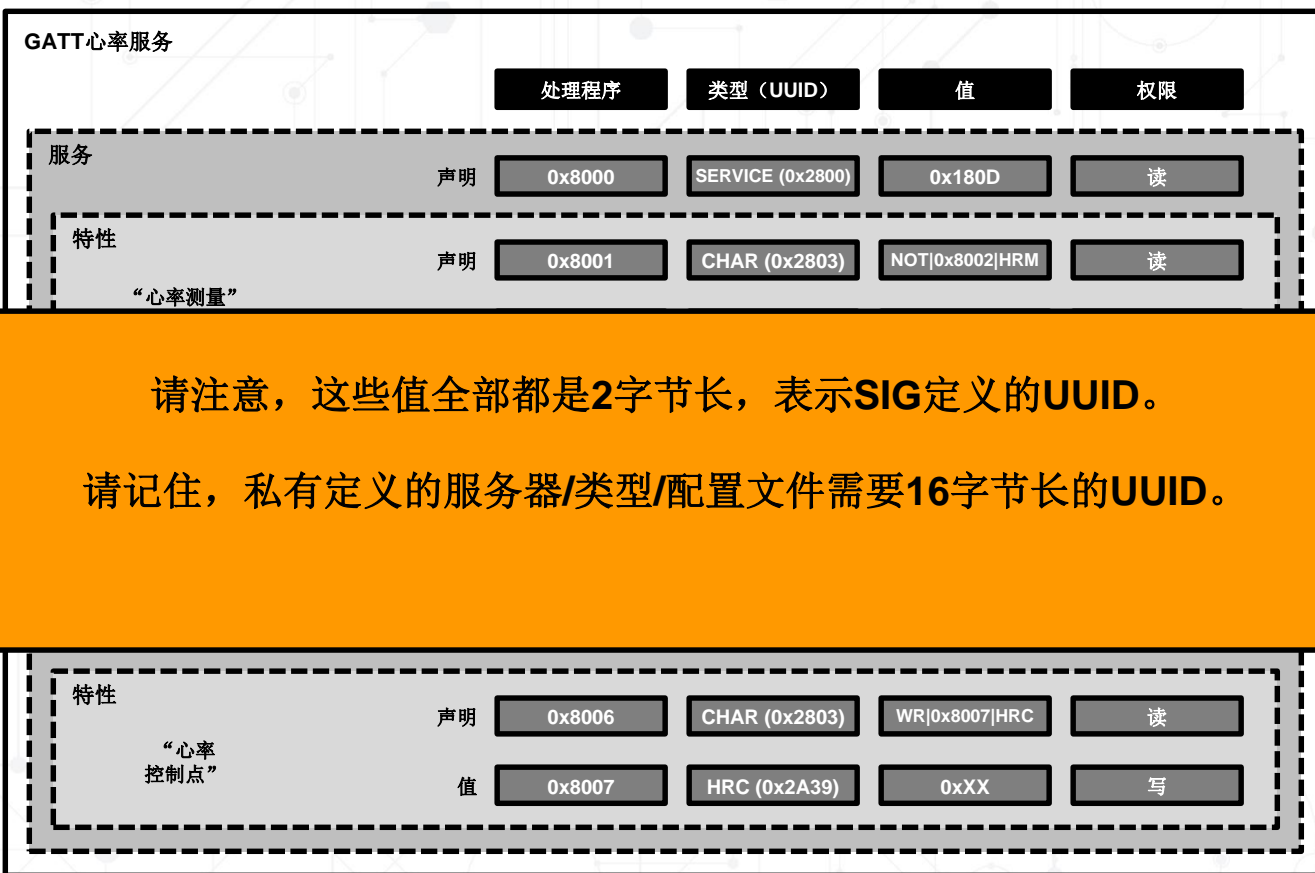 GATT心率服务
处理程序 类型（UUID） 值 权限
服务
声明 0x8000 SERVICE (0x2800) 0x180D 读
特性
声明 0x8001 CHAR (0x2803) NOT|0x8002|HRM 读
“心率测量”
请注意，这些值全部都是2字节长，表示SIG定义的UUID。
请记住，私有定义的服务器/类型/配置文件需要16字节长的UUID。
特性
声明 0x8006 CHAR (0x2803) WR|0x8007|HRC 读
“心率
控制点”
值 0x8007 HRC (0x2A39) 0xXX 写